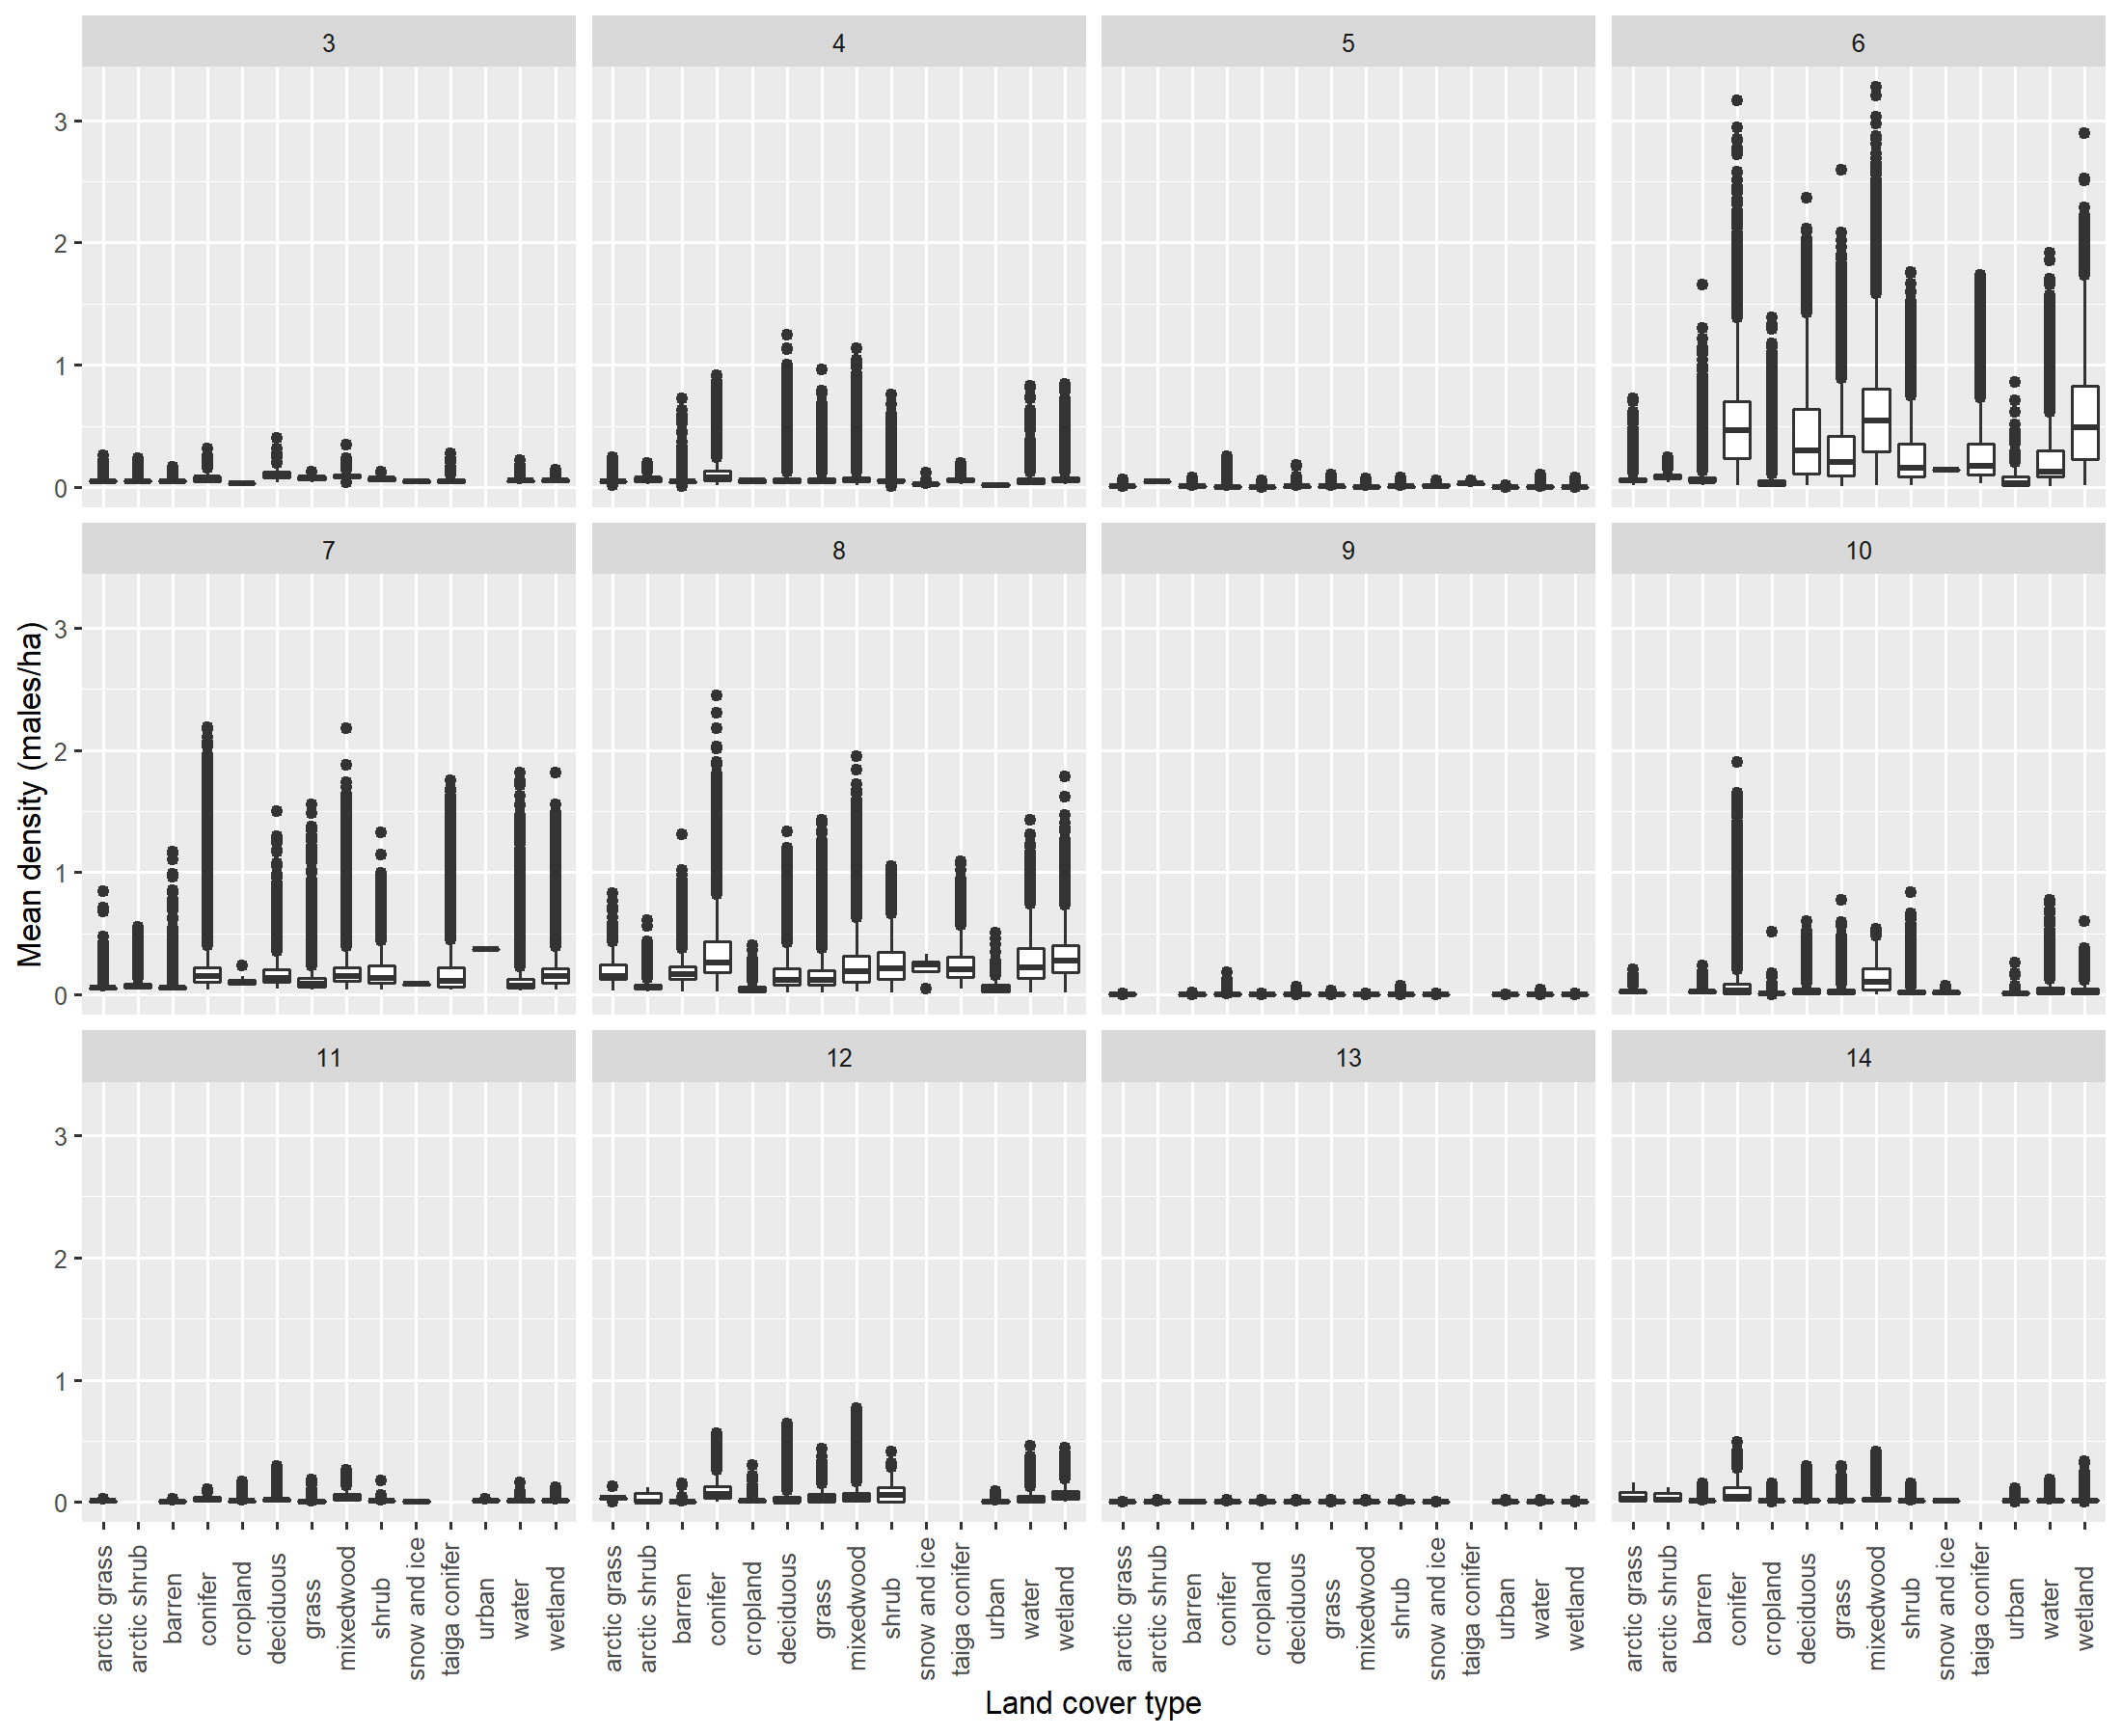 3 4 5 6
3
2
1
0
7 8 9 10
3
2
1
0
11 12 13 14
3
2
1
0
Mean density (males/ha)
arctic grass arctic shrub barren conifer cropland deciduous grass mixedwood shrub snow and ice taiga conifer urban water wetland
arctic grass arctic shrub barren conifer cropland deciduous grass mixedwood shrub snow and ice taiga conifer urban water wetland
arctic grass arctic shrub barren conifer cropland deciduous grass mixedwood shrub snow and ice taiga conifer urban water wetland
arctic grass arctic shrub barren conifer cropland deciduous grass mixedwood shrub snow and ice taiga conifer urban water wetland
Land cover type